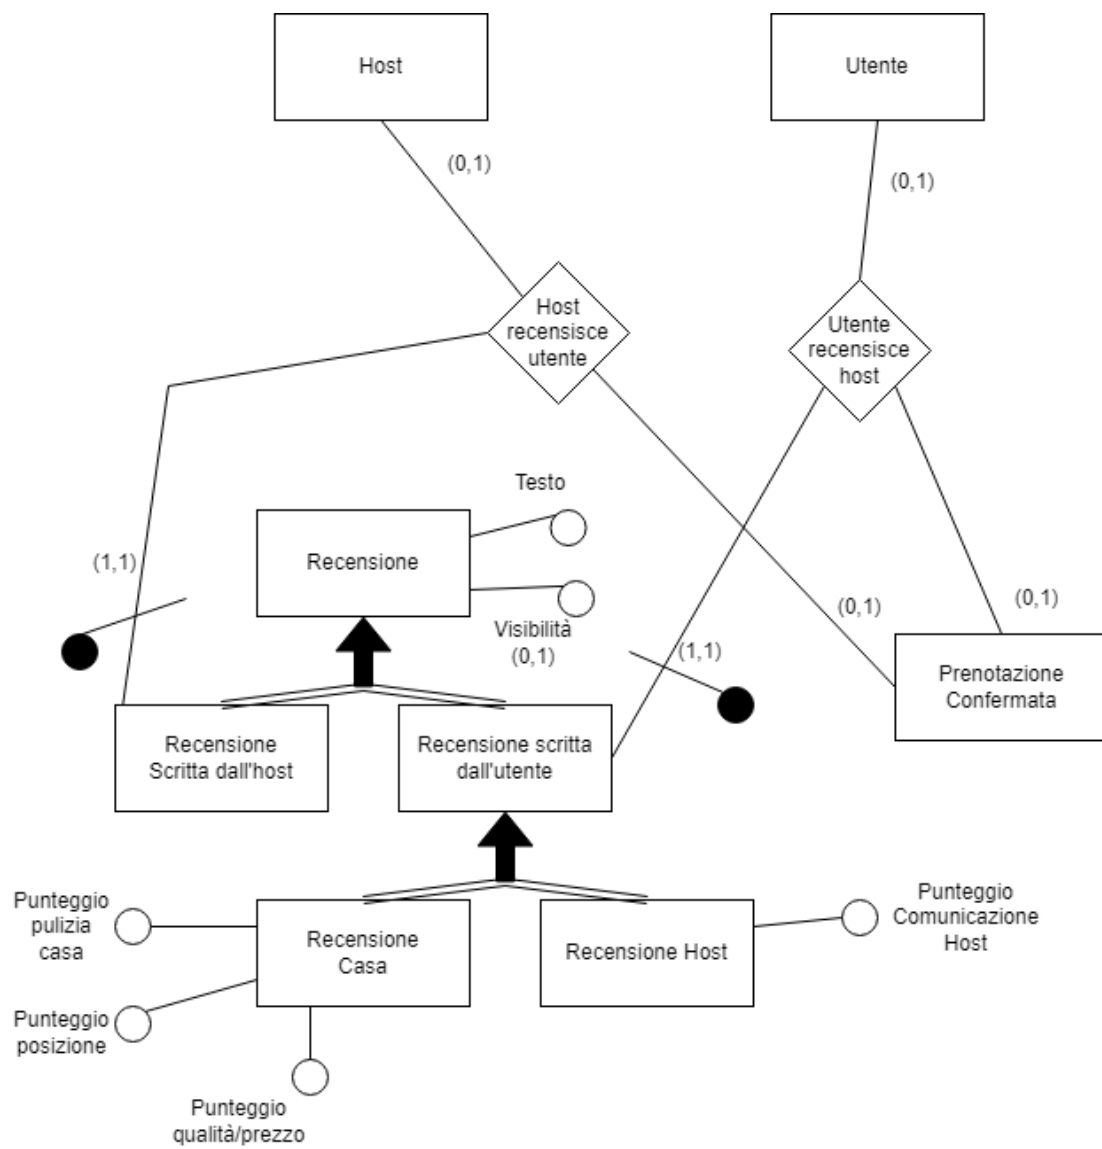 Host
Utente
(0,1)
(0,1)
Host
recensisce
utente
Utente
recensisce
host
Testo
Recensione
(1,1)
Visibilità
(0,1)
(1,1)
(0,1)
(0,1)
Prenotazione
Confermata
Recensione
Scritta dall'host
Recensione scritta
dall'utente
Punteggio
pulizia
casa
Recensione
Casa
Recensione Host
Punteggio
Comunicazione
Host
Punteggio
posizione
Punteggio
qualità/prezzo